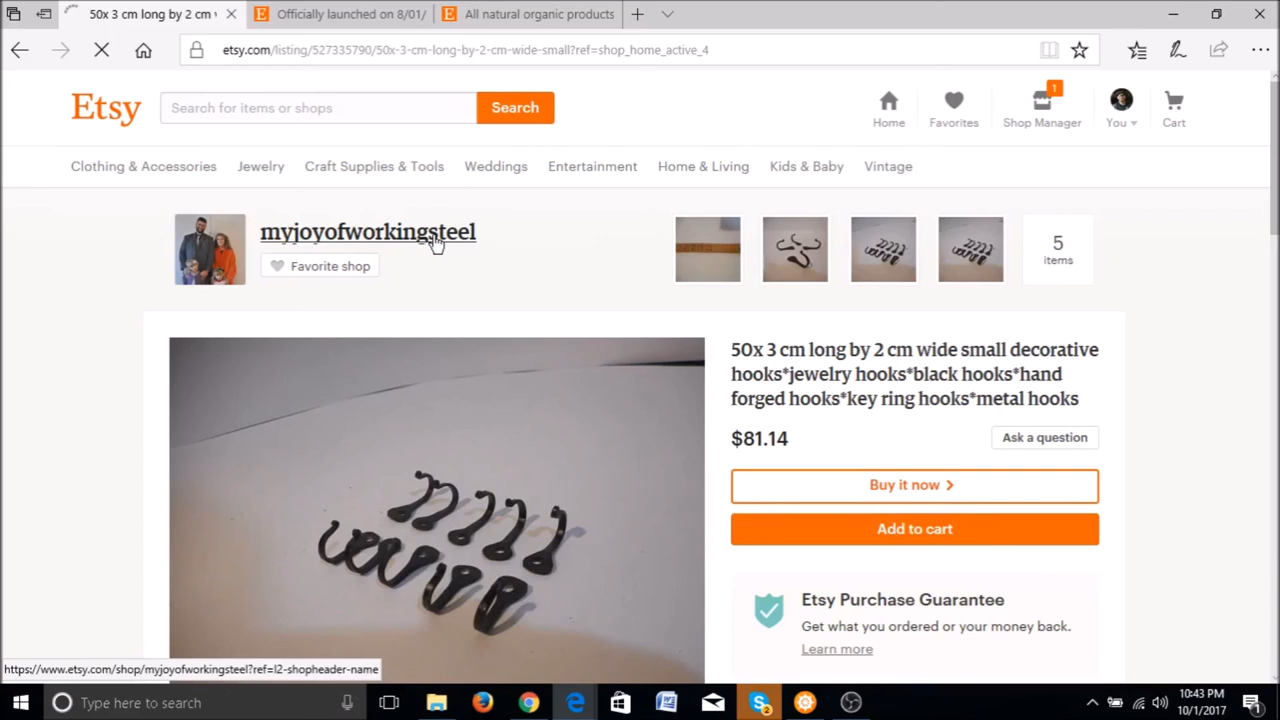 50x 3 cm long by 2 cm w
Officially launched on 8/01/
All natural organic products
etsy.com/listing/527335790/50x-3-cm-long-by-2-cm-wide-small?ref=shop_home_active_4
Etsy
Search for items or shops
Search
Home
Favorites
1
Shop Manager
You
Cart
Clothing & Accessories
Jewelry
Craft Supplies & Tools
Weddings
Entertainment
Home & Living
Kids & Baby
Vintage
myjoyofworkingsteel
Favorite shop
5
items
50x 3 cm long by 2 cm wide small decorative
hooks*jewelry hooks*black hooks*hand
forged hooks*key ring hooks*metal hooks
$81.14
Ask a question
Buy it now
Add to cart
Etsy Purchase Guarantee
Get what you ordered or your money back.
Learn more
https://www.etsy.com/shop/myjoyofworkingsteel?ref=l2-shopheader-name
Type here to search
2
10:43 PM
10/1/2017
1